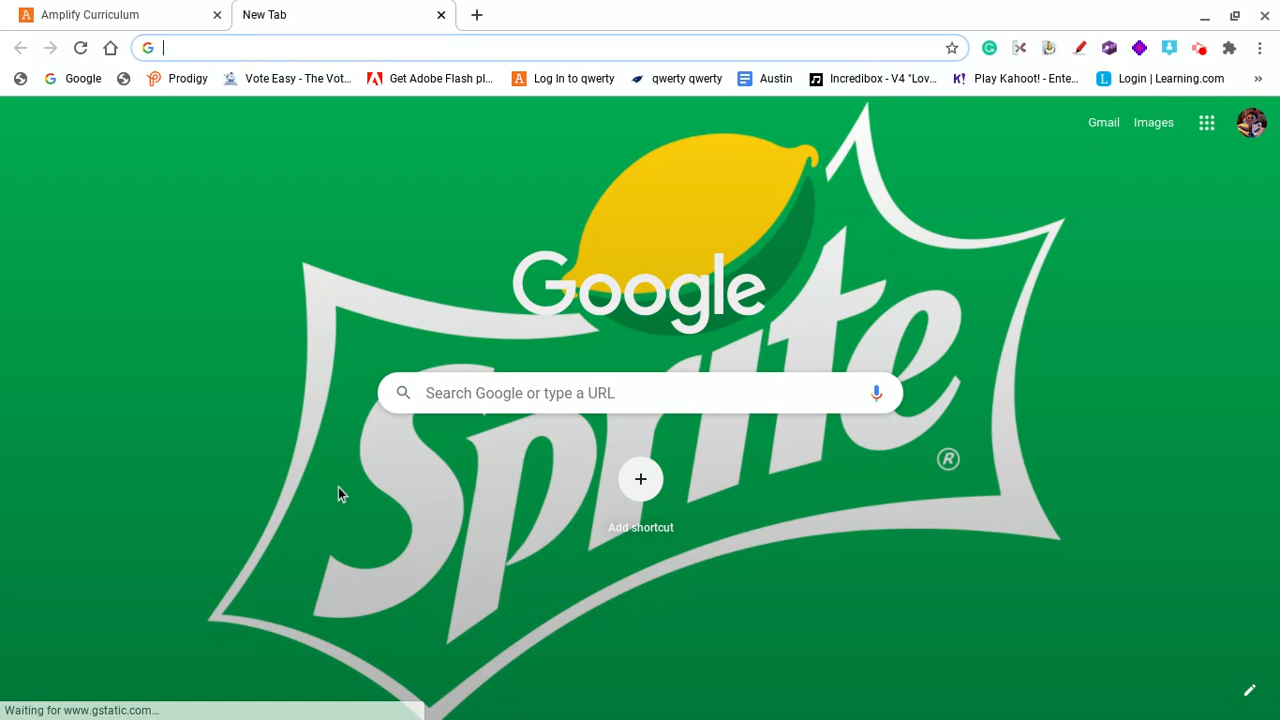 Amplify Curriculum
New Tab
Google
Prodigy
Vote Easy - The Vot...
Get Adobe Flash pl...
Log In to qwerty
qwerty qwerty
Austin
Incredibox - V4 "Lov...
K! Play Kahoot! - Ente...
L Login | Learning.com
»
Gmail
Images
Google
Sprite
®
Search Google or type a URL
Add shortcut
Waiting for www.gstatic.com...